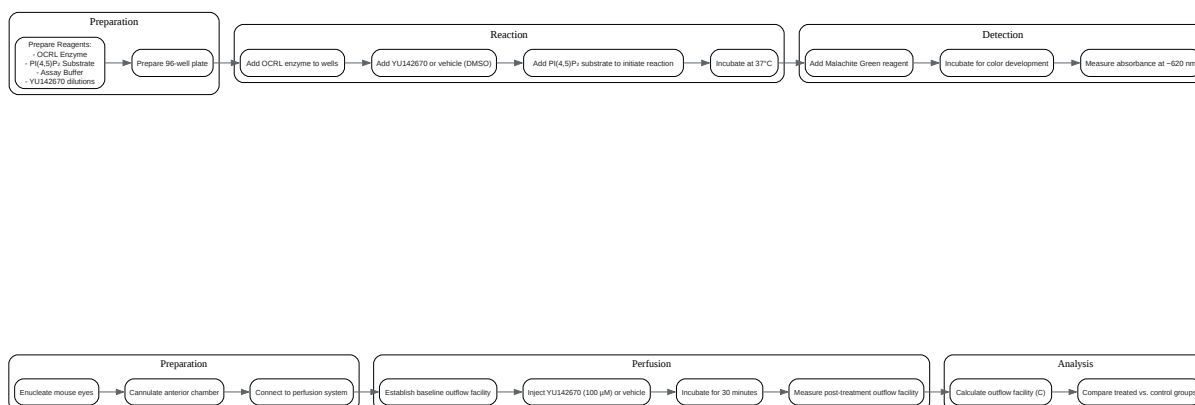 Preparation
Prepare Reagents:
- OCRL Enzyme
- PI(4,5)P₂ Substrate
- Assay Buffer
- YU142670 dilutions
Prepare 96-well plate
Reaction
Add OCRL enzyme to wells
Add YU142670 or vehicle (DMSO)
Add PI(4,5)P₂ substrate to initiate reaction
Incubate at 37°C
Detection
Add Malachite Green reagent
Incubate for color development
Measure absorbance at ~620 nm
Preparation
Enucleate mouse eyes
Cannulate anterior chamber
Connect to perfusion system
Perfusion
Establish baseline outflow facility
Inject YU142670 (100 μM) or vehicle
Incubate for 30 minutes
Measure post-treatment outflow facility
Analysis
Calculate outflow facility (C)
Compare treated vs. control groups